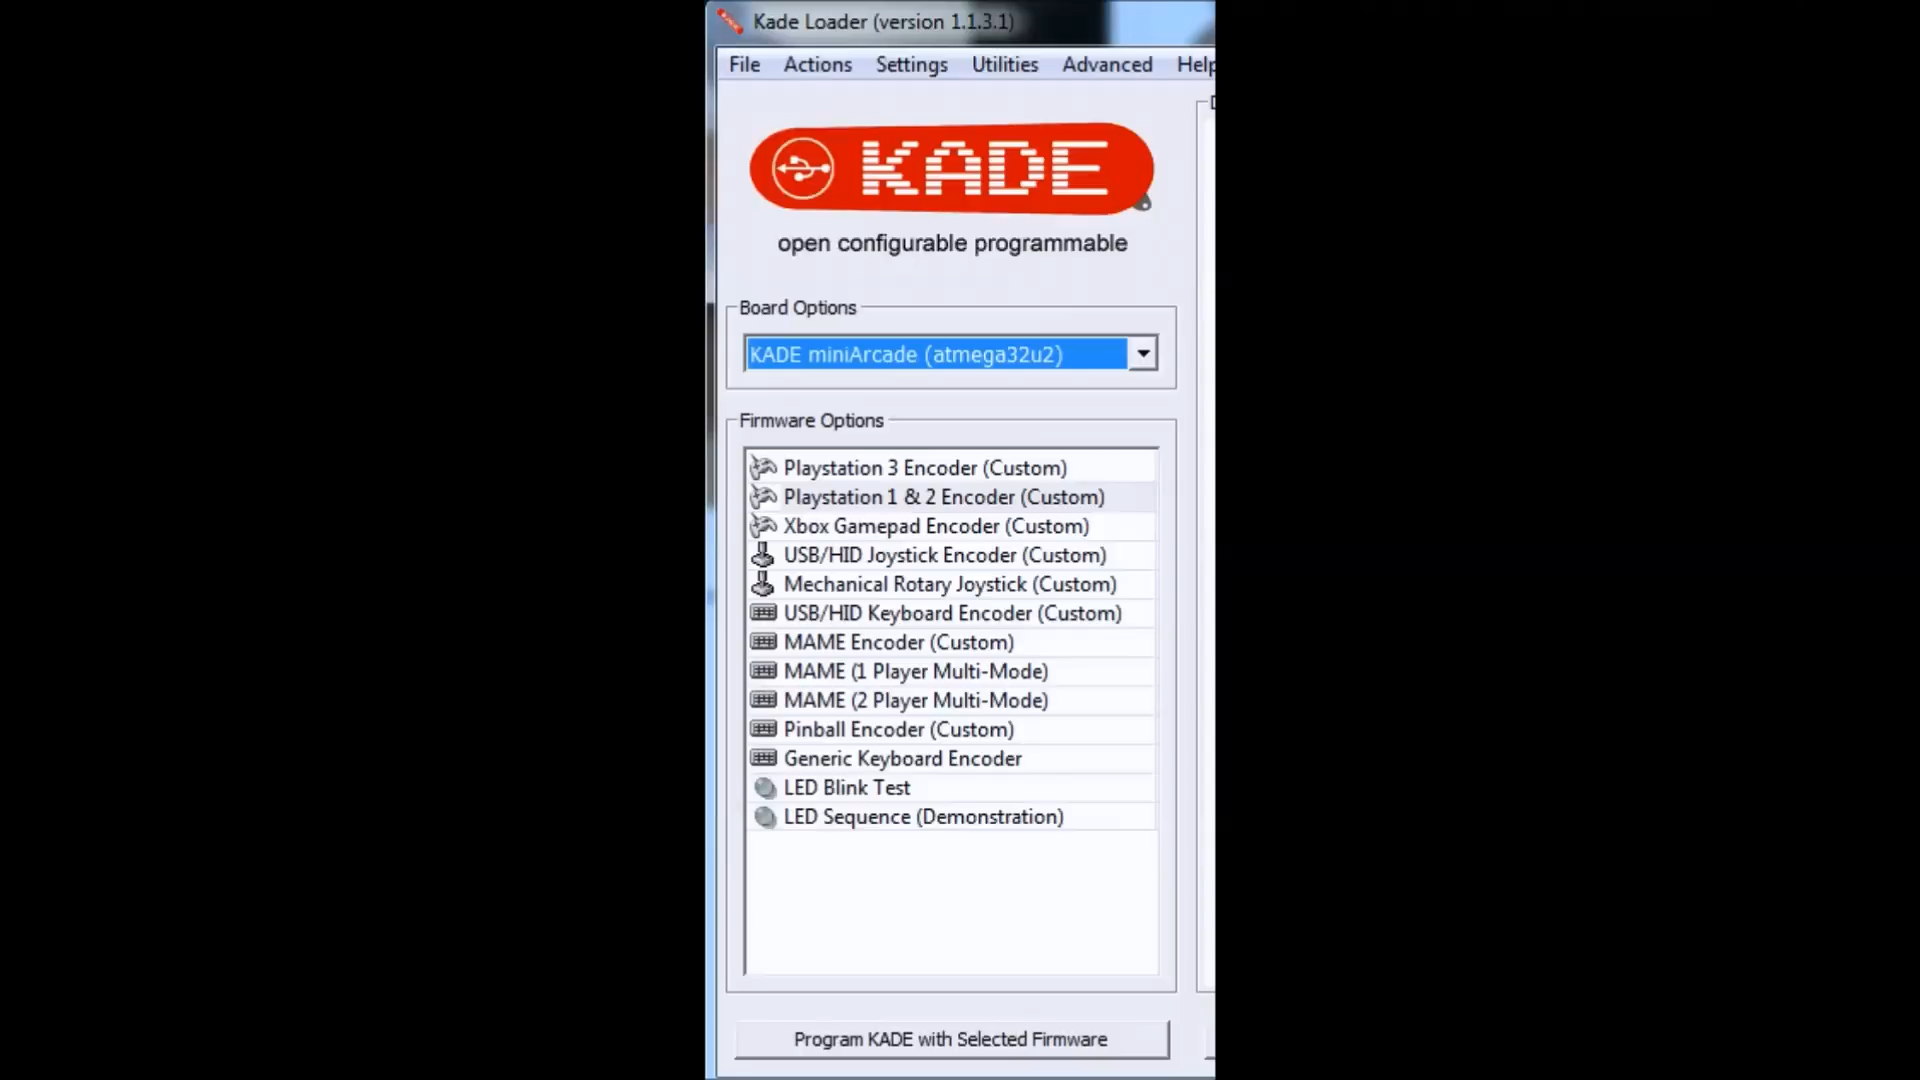 Kade Loader (version 1.1.3.1)
File Actions Settings Utilities Advanced Help
KADE
open configurable programmable
Board Options
KADE miniArcade (atmega32u2)
Firmware Options
Playstation 3 Encoder (Custom)
Playstation 1 & 2 Encoder (Custom)
Xbox Gamepad Encoder (Custom)
USB/HID Joystick Encoder (Custom)
Mechanical Rotary Joystick (Custom)
USB/HID Keyboard Encoder (Custom)
MAME Encoder (Custom)
MAME (1 Player Multi-Mode)
MAME (2 Player Multi-Mode)
Pinball Encoder (Custom)
Generic Keyboard Encoder
LED Blink Test
LED Sequence (Demonstration)
Program KADE with Selected Firmware